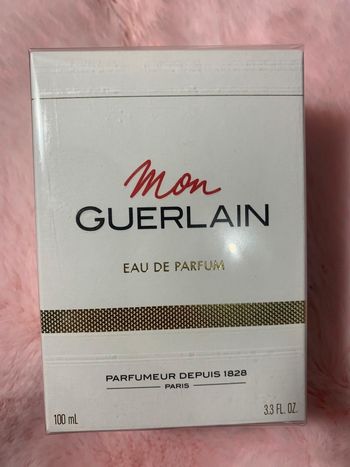 Mon
GUERLAIN
EAU DE PARFUM
PARFUMEUR DEPUIS 1828
PARIS
100 mL 3.3 FL. OZ.